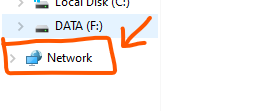 Local Disk (C:)
DATA (F:)
Network